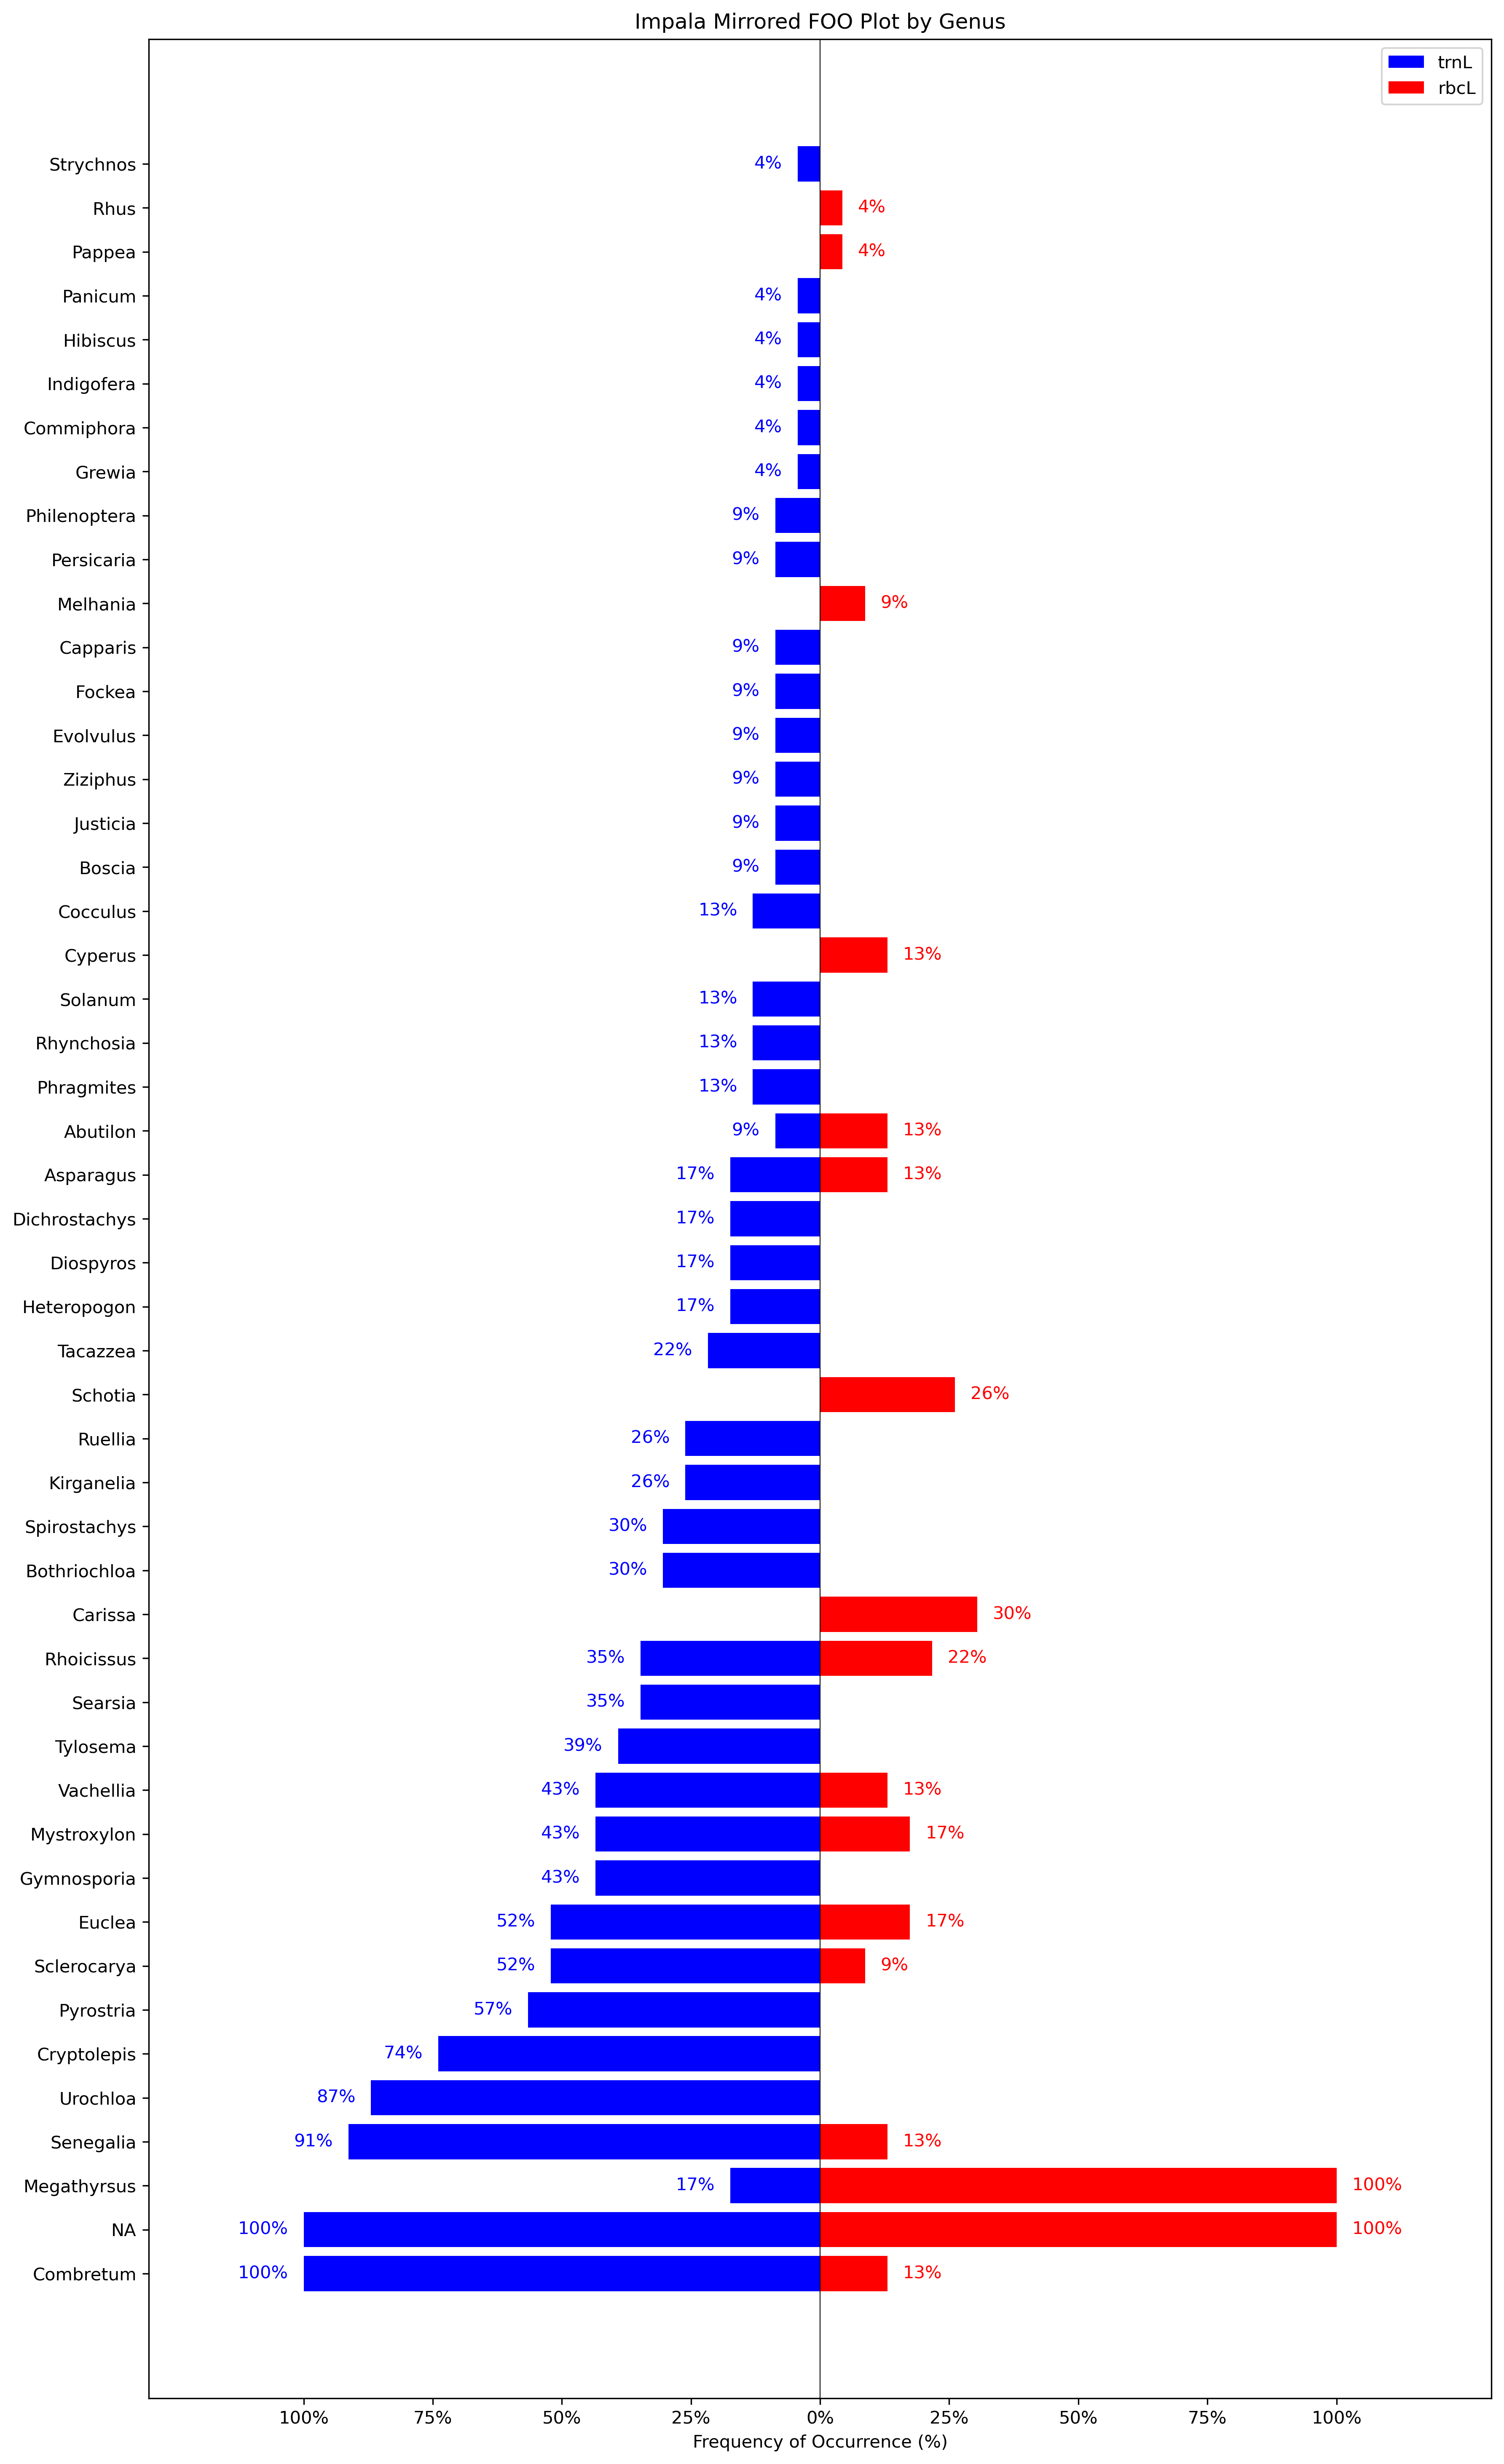 Impala Mirrored FOO Plot by Genus
trnL
rbcL
Strychnos 4%
Rhus 4%
Pappea 4%
Panicum 4%
Hibiscus 4%
Indigofera 4%
Commiphora 4%
Grewia 4%
Philenoptera 9%
Persicaria 9%
Melhania 9%
Capparis 9%
Fockea 9%
Evolvulus 9%
Ziziphus 9%
Justicia 9%
Boscia 9%
Cocculus 13%
Cyperus 13%
Solanum 13%
Rhynchosia 13%
Phragmites 13%
Abutilon 9% 13%
Asparagus 17% 13%
Dichrostachys 17%
Diospyros 17%
Heteropogon 17%
Tacazzea 22%
Schotia 26%
Ruellia 26%
Kirganelia 26%
Spirostachys 30%
Bothriochloa 30%
Carissa 30%
Rhoicissus 35% 22%
Searsia 35%
Tylosema 39%
Vachellia 43% 13%
Mystroxylon 43% 17%
Gymnosporia 43%
Euclea 52% 17%
Sclerocarya 52% 9%
Pyrostria 57%
Cryptolepis 74%
Urochloa 87%
Senegalia 91% 13%
Megathyrsus 17% 100%
NA 100% 100%
Combretum 100% 13%
100% 75% 50% 25% 0% 25% 50% 75% 100%
Frequency of Occurrence (%)